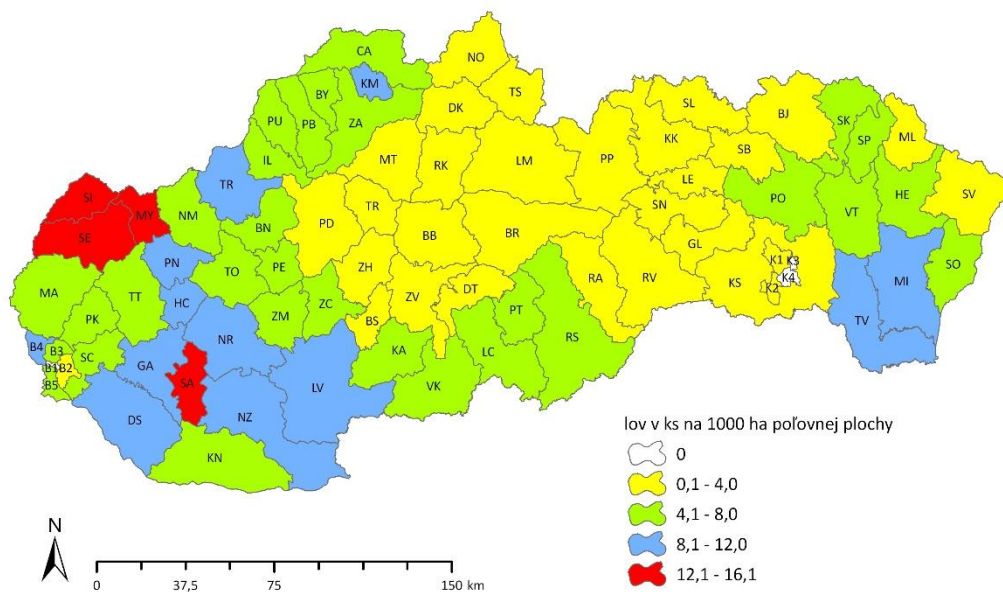 CA
NO
KM
TS
BY
PU
PB
ZA
DK
SL
BJ
SK
KK
SP
ML
IL
MT
RK
LM
PP
SB
TR
LE
HE
SI
MY
NM
SN
PO
VT
SV
SE
BN
PD
TR
BB
BR
GL
PN
TO
PE
ZH
K1
K3
SO
MA
TT
HC
ZM
ZC
ZV
DT
RA
RV
KS
K4
K2
MI
PK
BS
PT
TV
B4
B3
SC
GA
NR
KA
LC
RS
B1
B2
B5
SA
LV
VK
DS
NZ
KN
lov v ks na 1000 ha poľovnej plochy
0
0,1 - 4,0
4,1 - 8,0
8,1 - 12,0
12,1 - 16,1
N
0 37,5 75 150 km